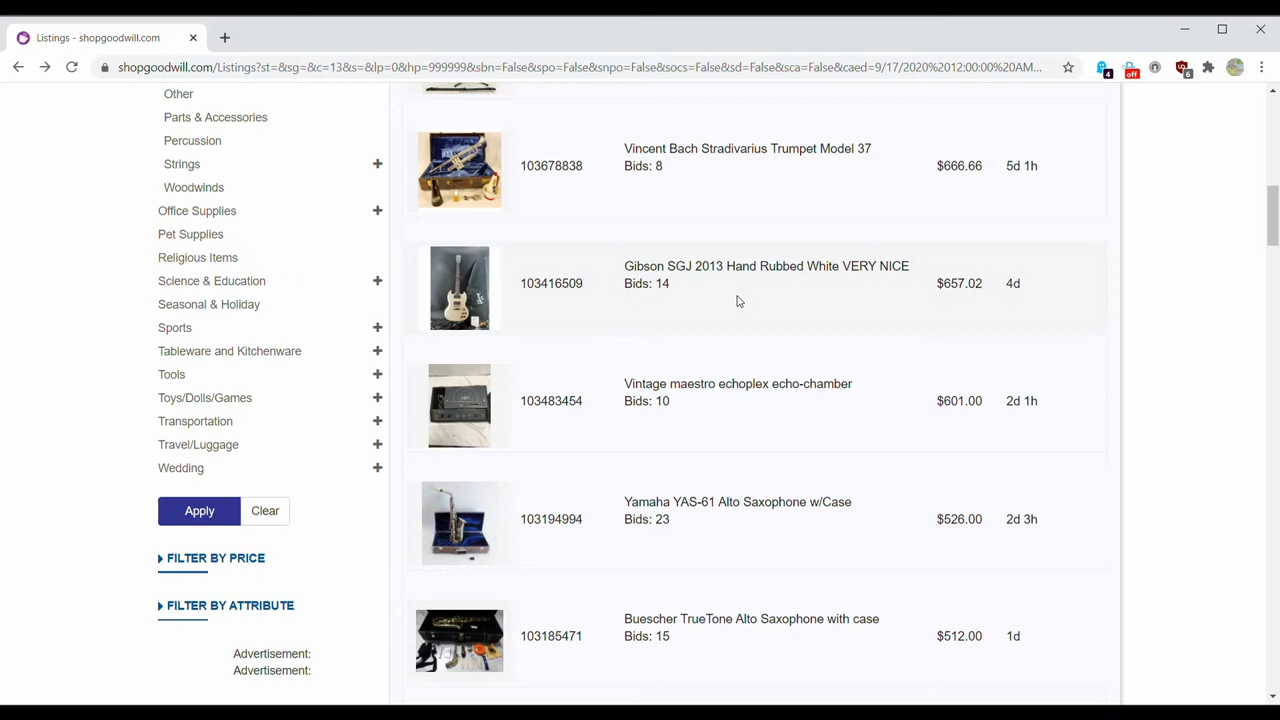 Listings - shopgoodwill.com
shopgoodwill.com/Listings?st=&sg=&c=13&s=&lp=0&hp=999999&sbn=False&spo=False&snpo=False&socs=False&sd=False&sca=False&caed=9/17/2020%2012:00:00%20AM...
4
off
6
Other
Parts & Accessories
Percussion
Strings
Woodwinds
Office Supplies
Pet Supplies
Religious Items
Science & Education
Seasonal & Holiday
Sports
Tableware and Kitchenware
Tools
Toys/Dolls/Games
Transportation
Travel/Luggage
Wedding
Apply Clear
FILTER BY PRICE
FILTER BY ATTRIBUTE
Advertisement:
Advertisement:
Vincent Bach Stradivarius Trumpet Model 37
103678838 Bids: 8 $666.66 5d 1h
Gibson SGJ 2013 Hand Rubbed White VERY NICE
103416509 Bids: 14 $657.02 4d
Vintage maestro echoplex echo-chamber
103483454 Bids: 10 $601.00 2d 1h
Yamaha YAS-61 Alto Saxophone w/Case
103194994 Bids: 23 $526.00 2d 3h
Buescher TrueTone Alto Saxophone with case
103185471 Bids: 15 $512.00 1d